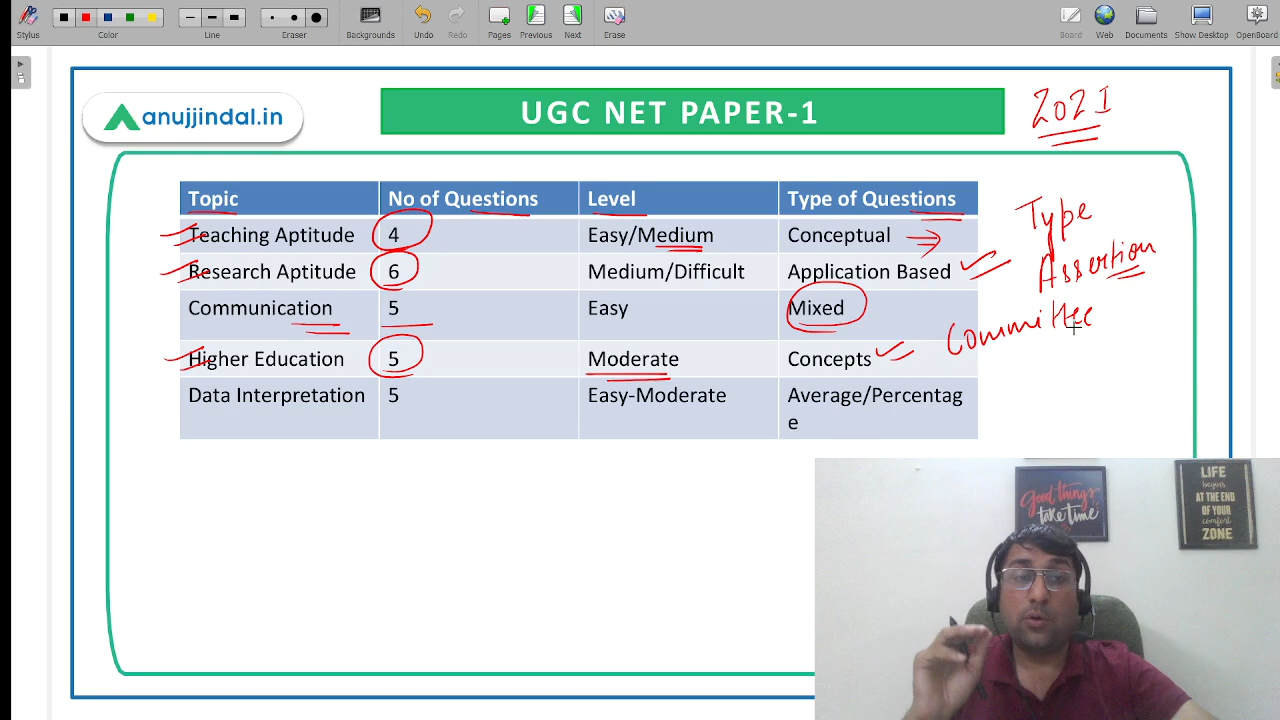 Stylus Color Line Eraser Backgrounds Undo Redo Pages Previous Next Erase Board Web Documents Show Desktop OpenBoard
anujjindal.in
UGC NET PAPER-1
2021
Topic No of Questions Level Type of Questions
Teaching Aptitude 4 Easy/Medium Conceptual
Type
Research Aptitude 6 Medium/Difficult Application Based
Assertion
Communication 5 Easy Mixed
Committee
Higher Education 5 Moderate Concepts
Data Interpretation 5 Easy-Moderate Average/Percentag
e
good things
take time
LIFE
begins
AT THE END
OF YOUR
comfort
ZONE